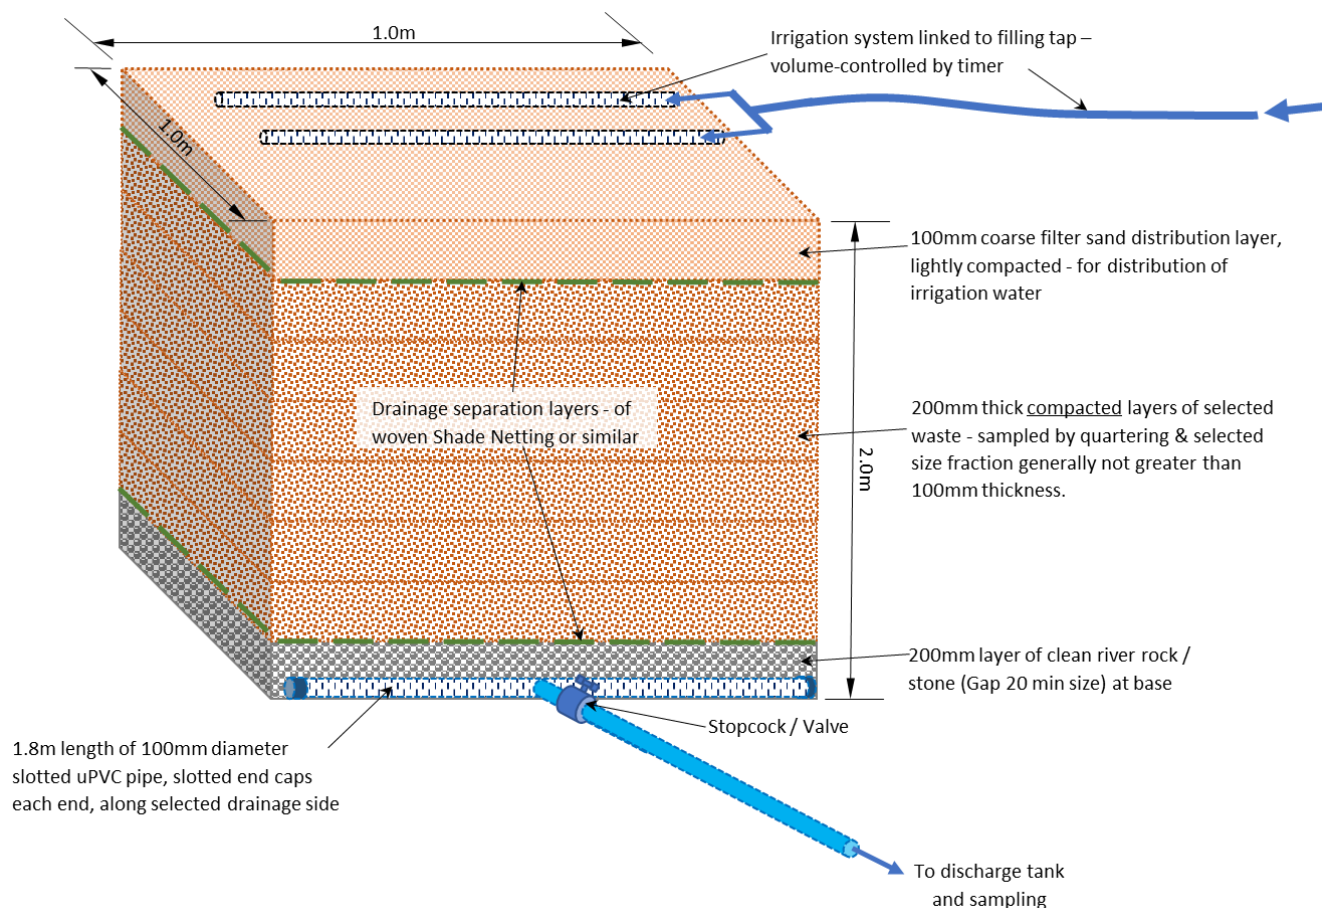 1.0m
Irrigation system linked to filling tap –
volume-controlled by timer
1.0m
100mm coarse filter sand distribution layer,
lightly compacted - for distribution of
irrigation water
Drainage separation layers - of
woven Shade Netting or similar
200mm thick compacted layers of selected
waste - sampled by quartering & selected
size fraction generally not greater than
100mm thickness.
2.0m
200mm layer of clean river rock /
stone (Gap 20 min size) at base
Stopcock / Valve
1.8m length of 100mm diameter
slotted uPVC pipe, slotted end caps
each end, along selected drainage side
To discharge tank
and sampling